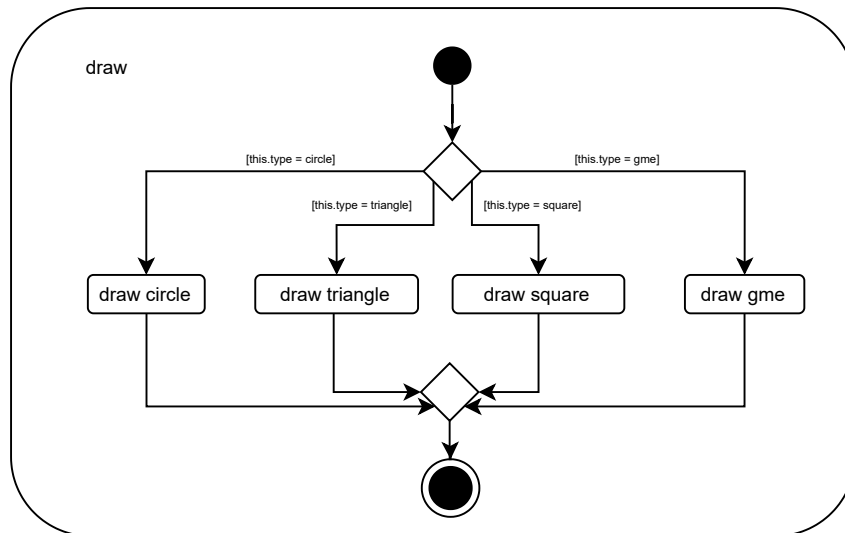 draw
[this.type = circle]
[this.type = gme]
[this.type = triangle]
[this.type = square]
draw circle
draw triangle
draw square
draw gme